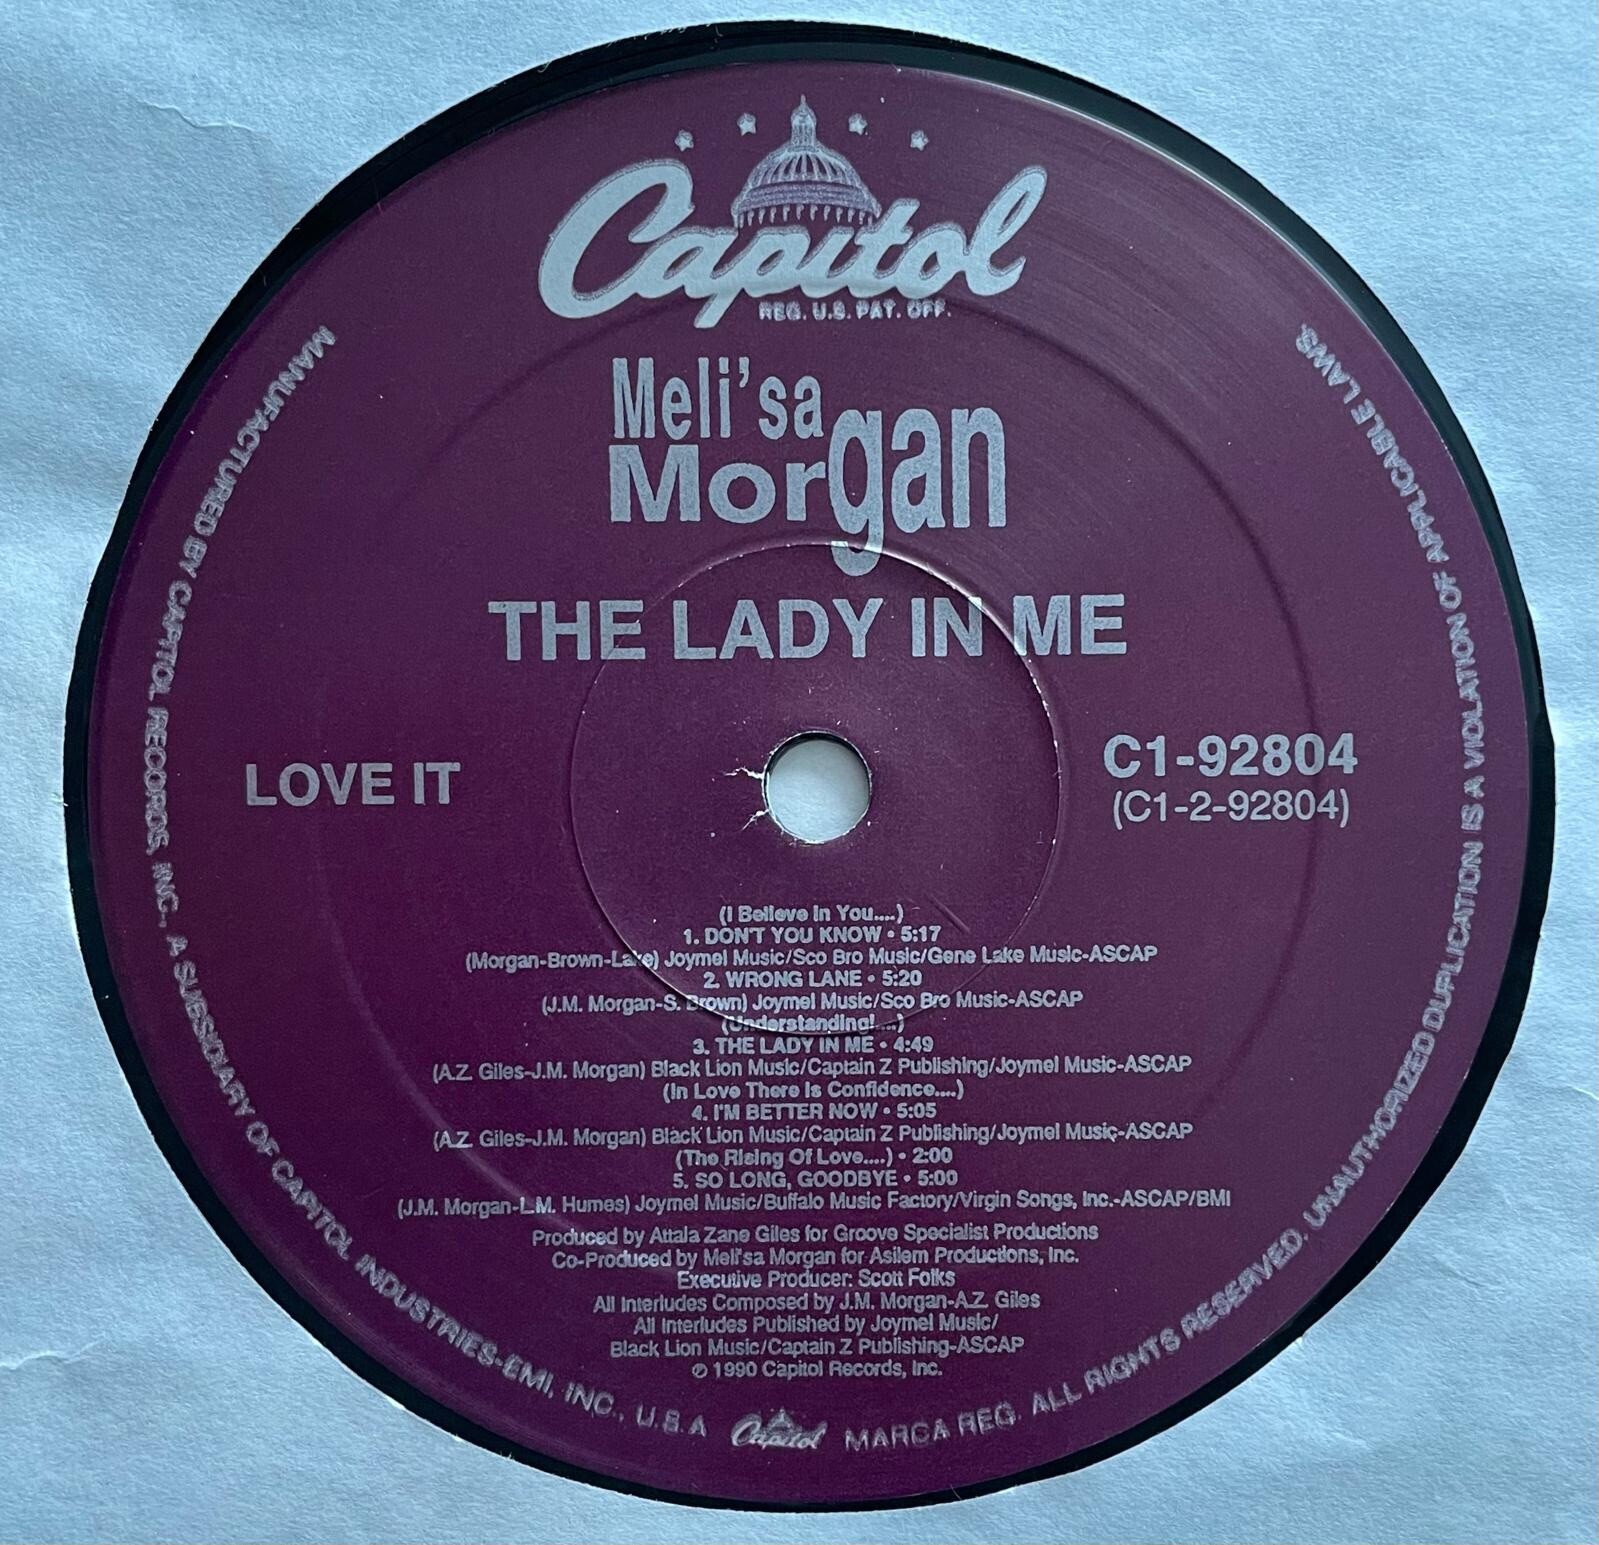 Capitol
REG. U.S. PAT. OFF.
Meli'sa
Morgan
THE LADY IN ME
LOVE IT
C1-92804
(C1-2-92804)
(I Believe In You....)
1. DON'T YOU KNOW • 5:17
(Morgan-Brown-Lake) Joymel Music/Sco Bro Music/Gene Lake Music-ASCAP
2. WRONG LANE • 5:20
(J.M. Morgan-S. Brown) Joymel Music/Sco Bro Music-ASCAP
(Understanding!....)
3. THE LADY IN ME • 4:49
(A.Z. Giles-J.M. Morgan) Black Lion Music/Captain Z Publishing/Joymel Music-ASCAP
(In Love There Is Confidence....)
4. I'M BETTER NOW • 5:05
(A.Z. Giles-J.M. Morgan) Black Lion Music/Captain Z Publishing/Joymel Music-ASCAP
(The Rising Of Love....) • 2:00
5. SO LONG, GOODBYE • 5:00
(J.M. Morgan-L.M. Humes) Joymel Music/Buffalo Music Factory/Virgin Songs, Inc.-ASCAP/BMI
Produced by Attala Zane Giles for Groove Specialist Productions
Co-Produced by Meli'sa Morgan for Asilem Productions, Inc.
Executive Producer: Scott Folks
All Interludes Composed by J.M. Morgan-A.Z. Giles
All Interludes Published by Joymel Music/
Black Lion Music/Captain Z Publishing-ASCAP
℗ 1990 Capitol Records, Inc.
MANUFACTURED BY CAPITOL RECORDS, INC., A SUBSIDIARY OF CAPITOL INDUSTRIES-EMI, INC., U.S.A Capitol MARCA REG. ALL RIGHTS RESERVED. UNAUTHORIZED DUPLICATION IS A VIOLATION OF APPLICABLE LAWS.